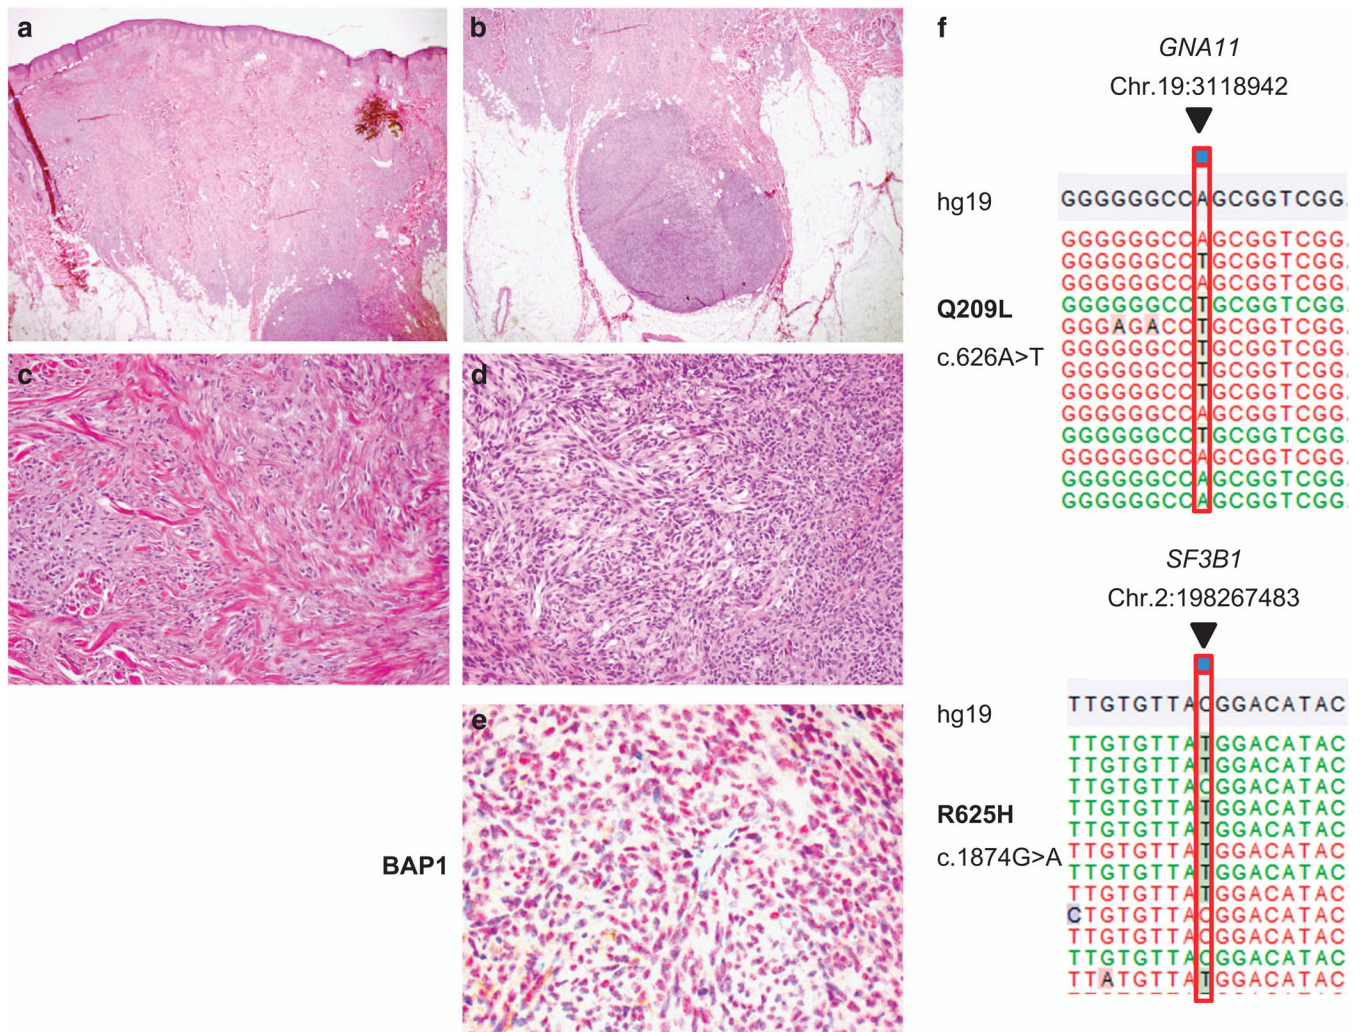 a
b
c
d
e
BAP1
f
GNA11
Chr.19:3118942
hg19
GGGGGGCCAGCGGTCGG
GGGGGGCCAGCGGTCGG
GGGGGGCCTGCGGTCGG
GGGGGGCCAGCGGTCGG
GGGGGGCCTGCGGTCGG
GGGAGACCTGCGGTCGG
GGGGGGCCTGCGGTCGG
GGGGGGCCTGCGGTCGG
GGGGGGCCTGCGGTCGG
GGGGGGCCAGCGGTCGG
GGGGGGCCTGCGGTCGG
GGGGGGCCAGCGGTCGG
GGGGGGCCAGCGGTCGG
GGGGGGCCAGCGGTCGG
Q209L
c.626A>T
SF3B1
Chr.2:198267483
hg19
TTGTGTTACGGACATAC
TTGTGTTATGGACATAC
TTGTGTTATGGACATAC
TTGTGTTACGGACATAC
TTGTGTTATGGACATAC
TTGTGTTATGGACATAC
TTGTGTTATGGACATAC
TTGTGTTATGGACATAC
TTGTGTTATGGACATAC
CTGTGTTACGGACATAC
TTGTGTTACGGACATAC
TTGTGTTACGGACATAC
TTATGTTATGGACATAC
R625H
c.1874G>A